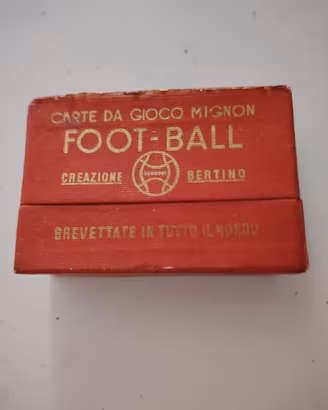 CARTE DA GIOCO MIGNON
FOOT-BALL
CREAZIONE BERTINO
BREVETTATE IN TUTTO IL MONDO